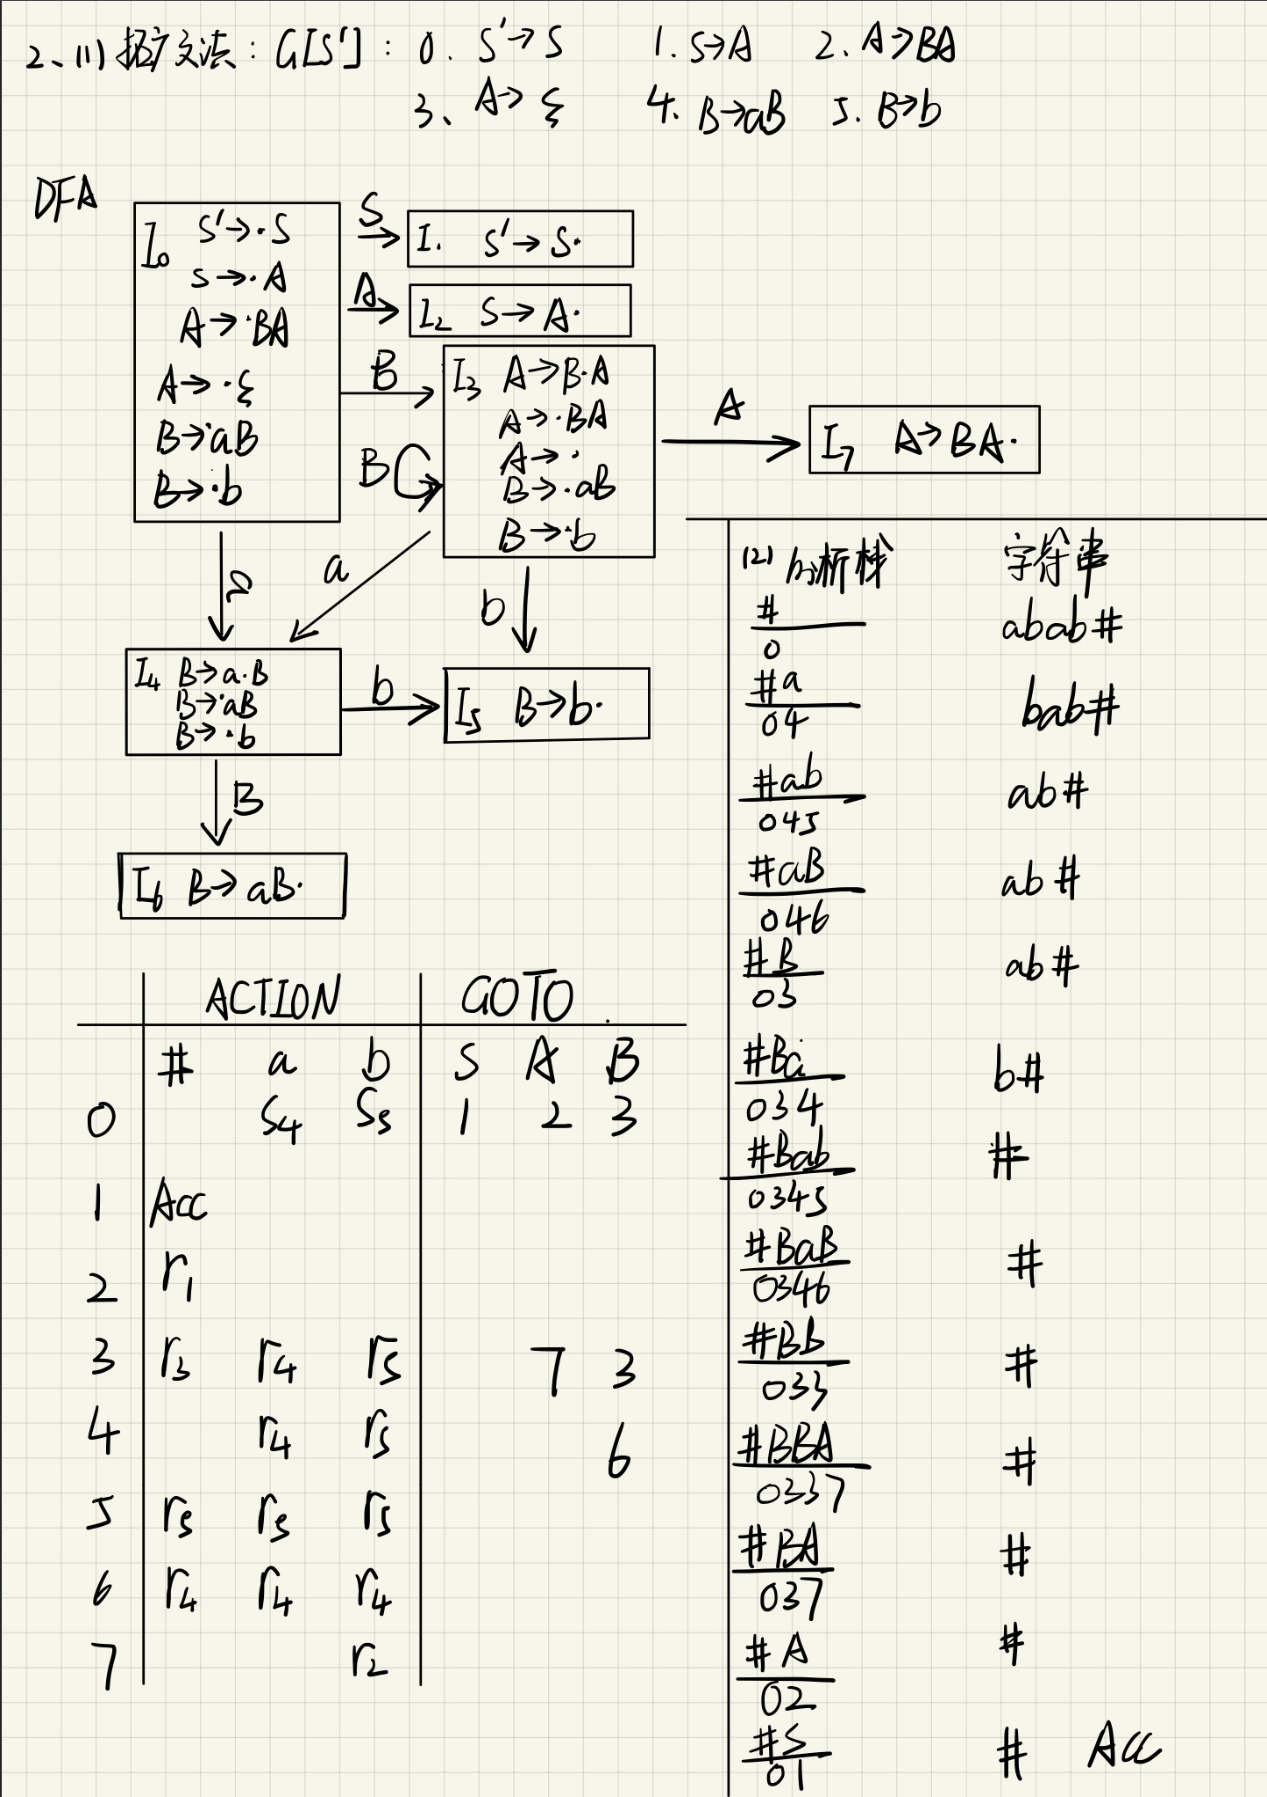 2、(1) 拓广文法：G[S']：0. S'→S 1. S→A 2. A→BA
3、A→ξ 4. B→aB 5. B→b
DFA
I0 S'→·S
S→·A
A→·BA
A→·ξ
B→·aB
B→·b
S
I1 S'→S·
A
I2 S→A·
B
I3 A→B·A
A→·BA
A→·
B→·aB
B→·b
B
A
I7 A→BA·
a
a
b
I4 B→a·B
B→·aB
B→·b
b
I5 B→b·
B
I6 B→aB·
ACTION GOTO
# a b S A B
0 S4 S5 1 2 3
1 Acc
2 r1
3 r3 r4 r5 7 3
4 r4 r5 6
5 r5 r5 r5
6 r4 r4 r4
7 r2
(2) 分析栈 字符串
# abab#
0
#a bab#
04
#ab ab#
045
#aB ab#
046
#B ab#
03
#Ba b#
034
#Bab #
0345
#BaB #
0346
#BB #
033
#BBA #
0337
#BA #
037
#A #
02
#S # Acc
01